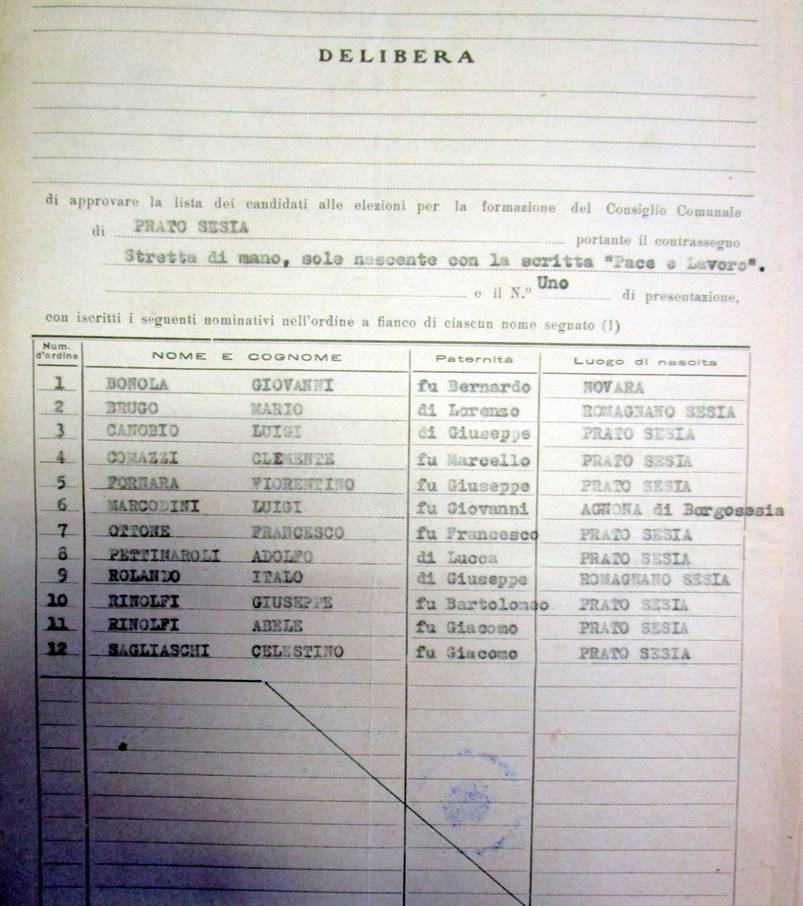 DELIBERA
di approvare la lista dei candidati alle elezioni per la formazione del Consiglio Comunale
di PRATO SESIA portante il contrassegno
Stretta di mano, sole nascente con la scritta "Pace e Lavoro".
e il N.° Uno di presentazione,
con iscritti i seguenti nominativi nell'ordine a fianco di ciascun nome segnato (1)
Num. d'ordine NOME E COGNOME Paternità Luogo di nascita
1 BONOLA GIOVANNI fu Bernardo NOVARA
2 BRUGO MARIO di Lorenzo ROMAGNANO SESIA
3 CANOBIO LUIGI di Giuseppe PRATO SESIA
4 COMAZZI CLEMENTE fu Marcello PRATO SESIA
5 FORNARA FIORENTINO fu Giuseppe PRATO SESIA
6 MARCODINI LUIGI fu Giovanni AGNONA di Borgosesia
7 OTTONE FRANCESCO fu Francesco PRATO SESIA
8 PETTINAROLI ADOLFO di Lucca PRATO SESIA
9 ROLANDO ITALO di Giuseppe ROMAGNANO SESIA
10 RINOLFI GIUSEPPE fu Bartolomeo PRATO SESIA
11 RINOLFI ABELE fu Giacomo PRATO SESIA
12 SAGLIASCHI CELESTINO fu Giacomo PRATO SESIA